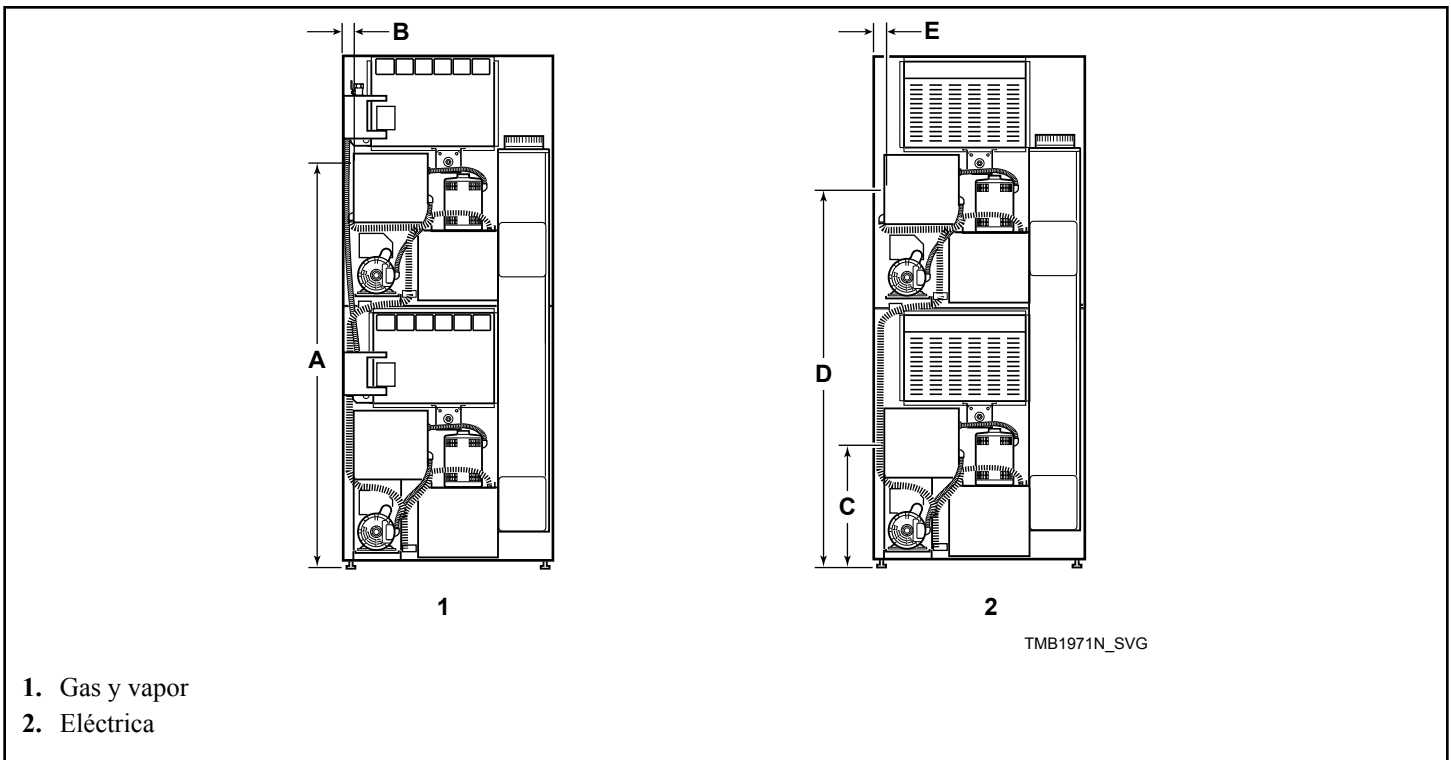 B
E
A
D
C
1
2
TMB1971N_SVG
1. Gas y vapor
2. Eléctrica